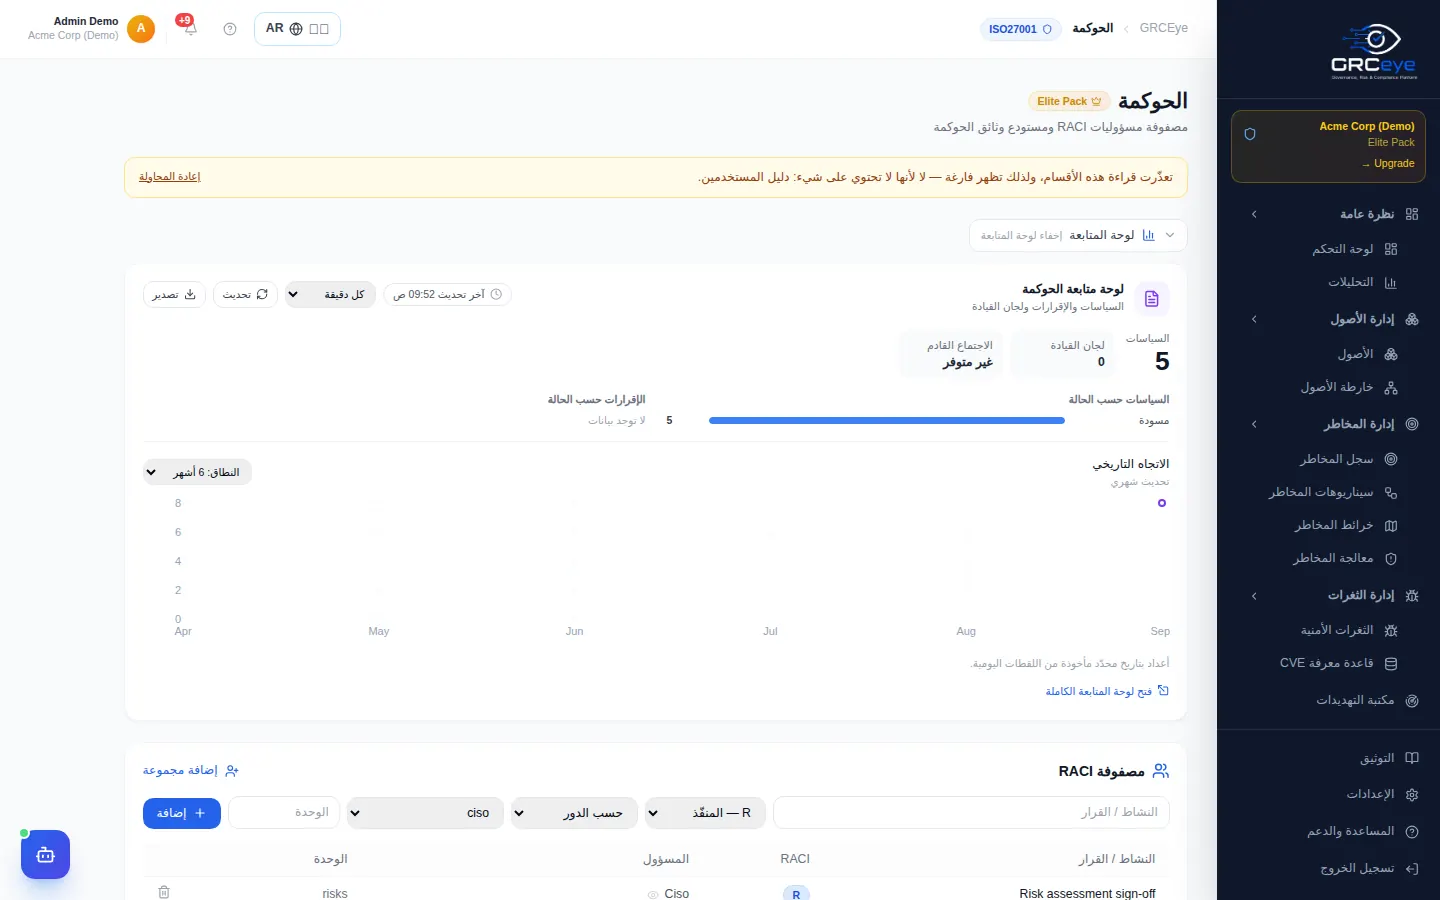 GRCeye
Governance, Risk & Compliance Platform
Acme Corp (Demo)
Elite Pack
→ Upgrade
نظرة عامة
لوحة التحكم
التحليلات
إدارة الأصول
الأصول
خارطة الأصول
إدارة المخاطر
سجل المخاطر
سيناريوهات المخاطر
خرائط المخاطر
معالجة المخاطر
إدارة الثغرات
الثغرات الأمنية
قاعدة معرفة CVE
مكتبة التهديدات
التوثيق
الإعدادات
المساعدة والدعم
تسجيل الخروج
GRCEye
الحوكمة
ISO27001
AR
+9
A
Admin Demo
Acme Corp (Demo)
الحوكمة
Elite Pack
مصفوفة مسؤوليات RACI ومستودع وثائق الحوكمة
تعذّرت قراءة هذه الأقسام، ولذلك تظهر فارغة — لا لأنها لا تحتوي على شيء: دليل المستخدمين.
إعادة المحاولة
لوحة المتابعة
إخفاء لوحة المتابعة
لوحة متابعة الحوكمة
السياسات والإقرارات ولجان القيادة
آخر تحديث 09:52 ص
كل دقيقة
تحديث
تصدير
السياسات
5
لجان القيادة
0
الاجتماع القادم
غير متوفر
السياسات حسب الحالة
مسودة
5
الإقرارات حسب الحالة
لا توجد بيانات
الاتجاه التاريخي
تحديث شهري
النطاق: 6 أشهر
8
6
4
2
0
Apr
May
Jun
Jul
Aug
Sep
أعداد بتاريخ محدّد مأخوذة من اللقطات اليومية.
فتح لوحة المتابعة الكاملة
مصفوفة RACI
إضافة مجموعة
النشاط / القرار
R — المنفّذ
حسب الدور
ciso
الوحدة
إضافة
النشاط / القرار
RACI
المسؤول
الوحدة
Risk assessment sign-off
R
Ciso
risks